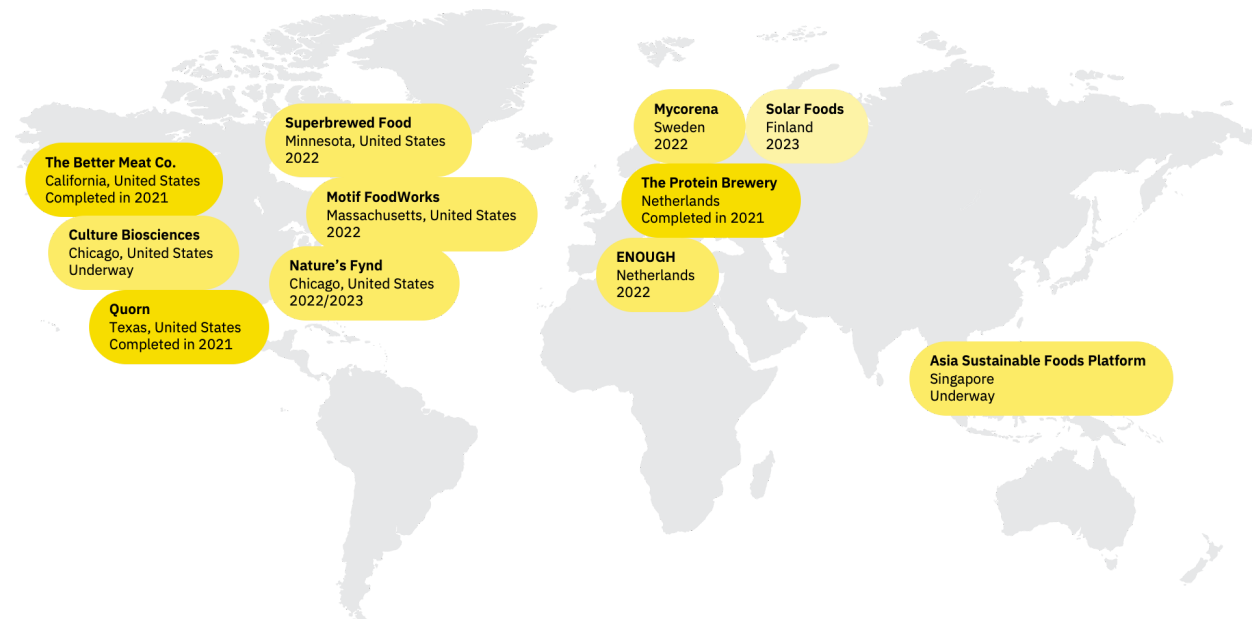 Superbrewed Food
Minnesota, United States
2022
The Better Meat Co.
California, United States
Completed in 2021
Motif FoodWorks
Massachusetts, United States
2022
Culture Biosciences
Chicago, United States
Underway
Nature's Fynd
Chicago, United States
2022/2023
Quorn
Texas, United States
Completed in 2021
Mycorena
Sweden
2022
Solar Foods
Finland
2023
The Protein Brewery
Netherlands
Completed in 2021
ENOUGH
Netherlands
2022
Asia Sustainable Foods Platform
Singapore
Underway